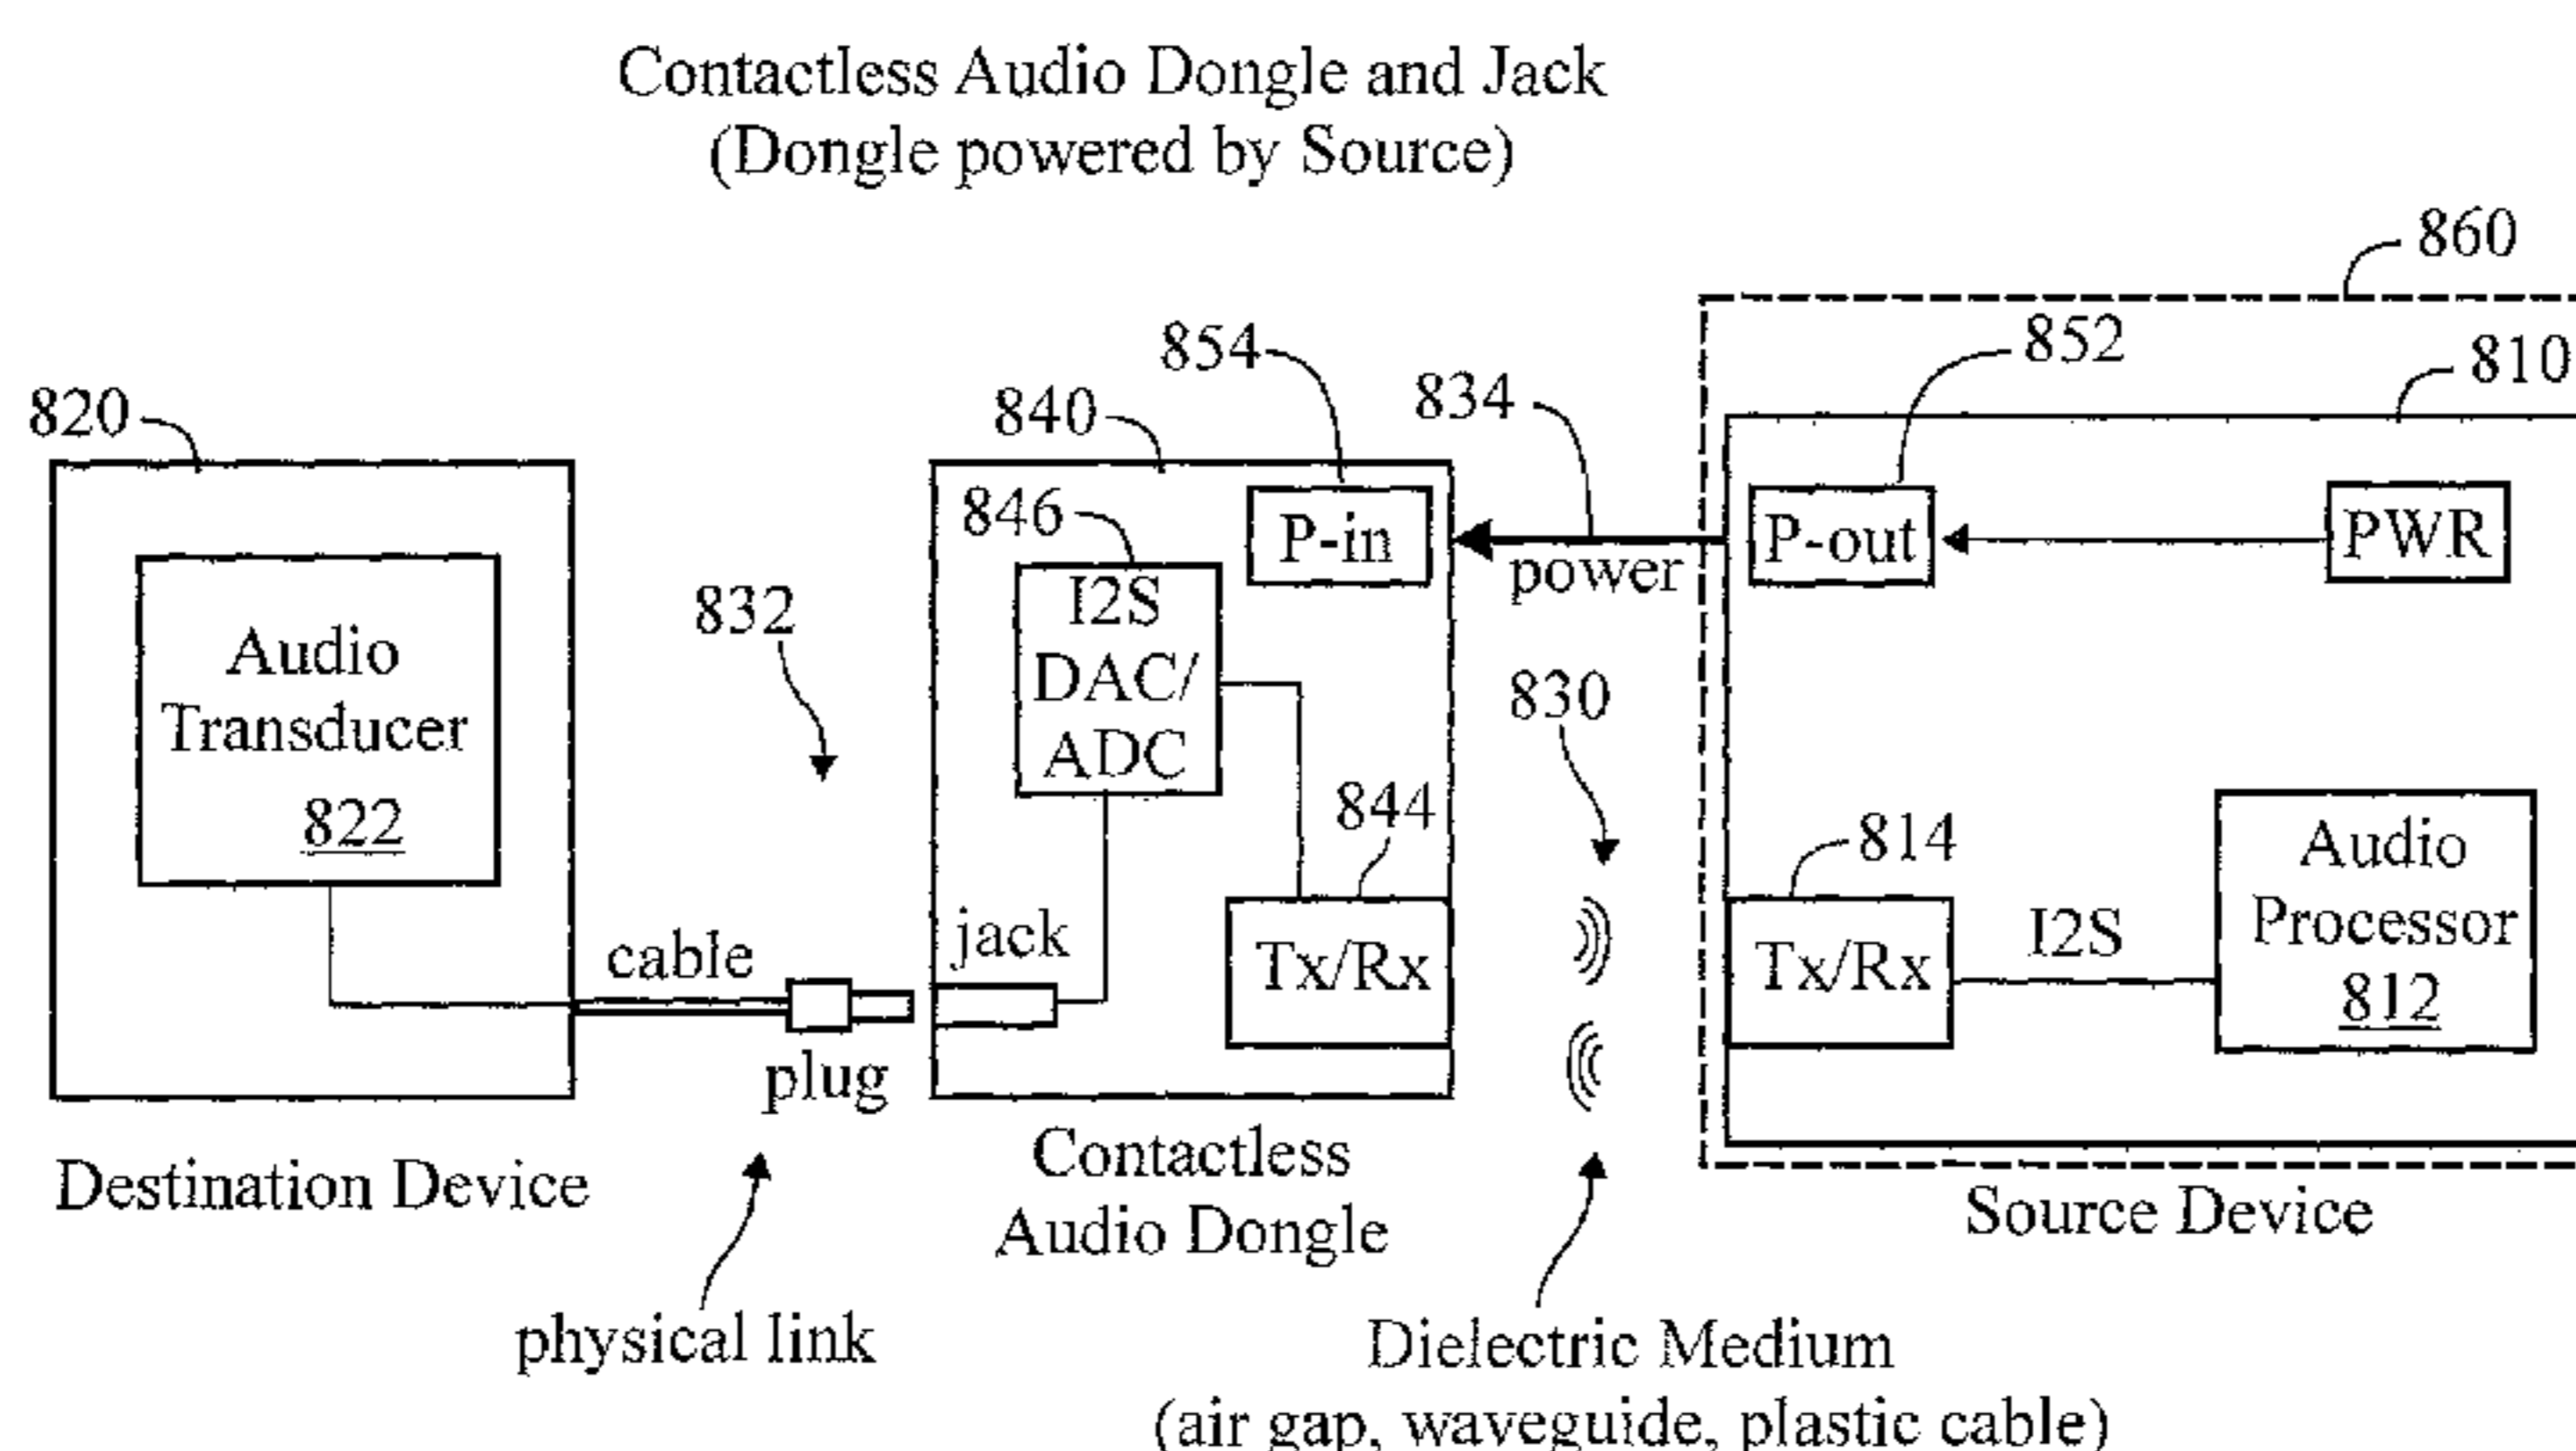 Contactless Audio Dongle and Jack
(Dongle powered by Source)
860
852
810
854
834
840
820
846
P-in
power
P-out
PWR
I2S
DAC/
ADC
832
830
Audio
Transducer
822
844
814
Audio
Processor
812
jack
cable
Tx/Rx
Tx/Rx
I2S
plug
Destination Device
Contactless
Audio Dongle
Source Device
physical link
Dielectric Medium
(air gap, waveguide, plastic cable)